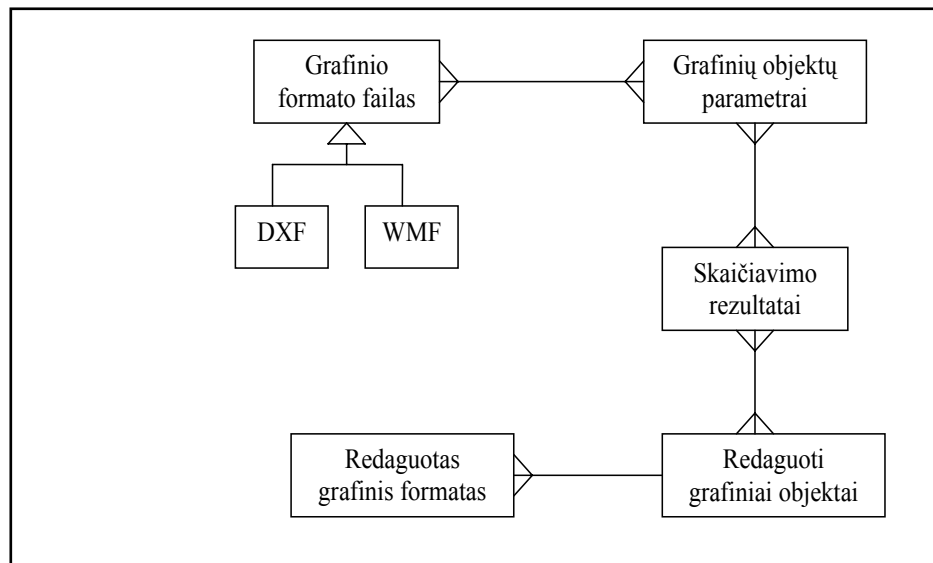 Grafinio
formato failas
Grafinių objektų
parametrai
DXF
WMF
Skaičiavimo
rezultatai
Redaguotas
grafinis formatas
Redaguoti
grafiniai objektai